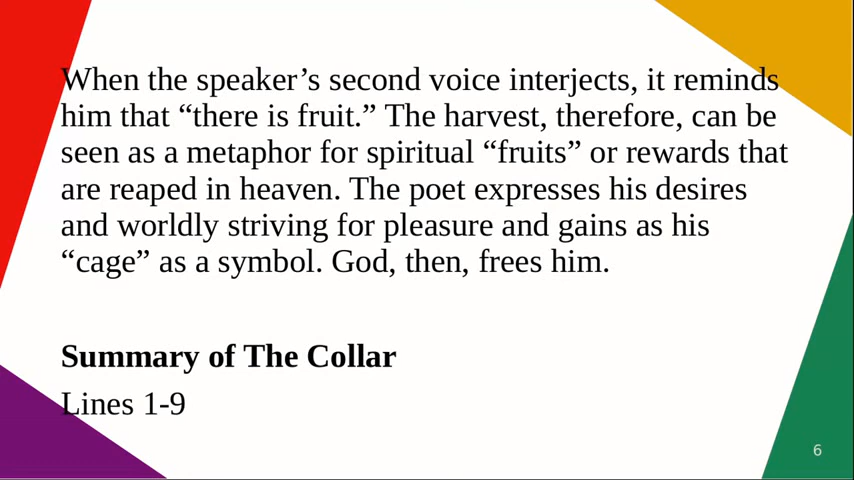 When the speaker’s second voice interjects, it reminds
him that “there is fruit.” The harvest, therefore, can be
seen as a metaphor for spiritual “fruits” or rewards that
are reaped in heaven. The poet expresses his desires
and worldly striving for pleasure and gains as his
“cage” as a symbol. God, then, frees him.
Summary of The Collar
Lines 1-9
6